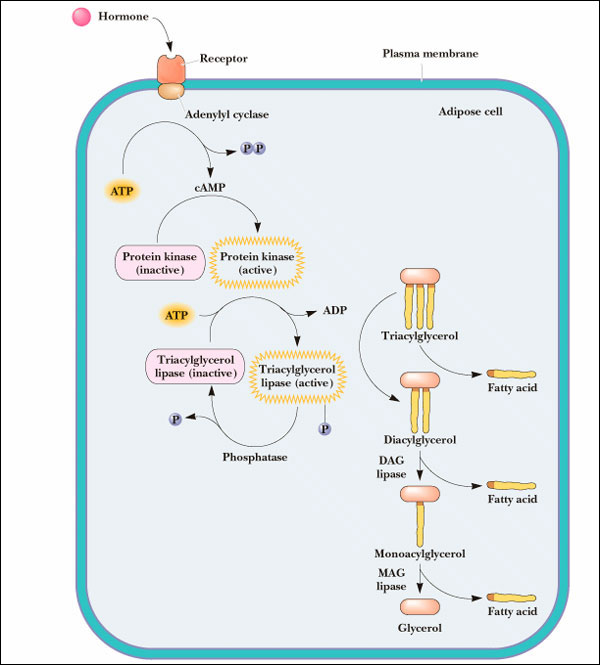 Hormone
Receptor
Plasma membrane
Adenylyl cyclase
Adipose cell
P P
ATP
cAMP
Protein kinase
(inactive)
Protein kinase
(active)
ATP
ADP
Triacylglycerol
lipase (inactive)
Triacylglycerol
lipase (active)
P
P
Phosphatase
Triacylglycerol
Fatty acid
Diacylglycerol
DAG
lipase
Fatty acid
Monoacylglycerol
MAG
lipase
Fatty acid
Glycerol